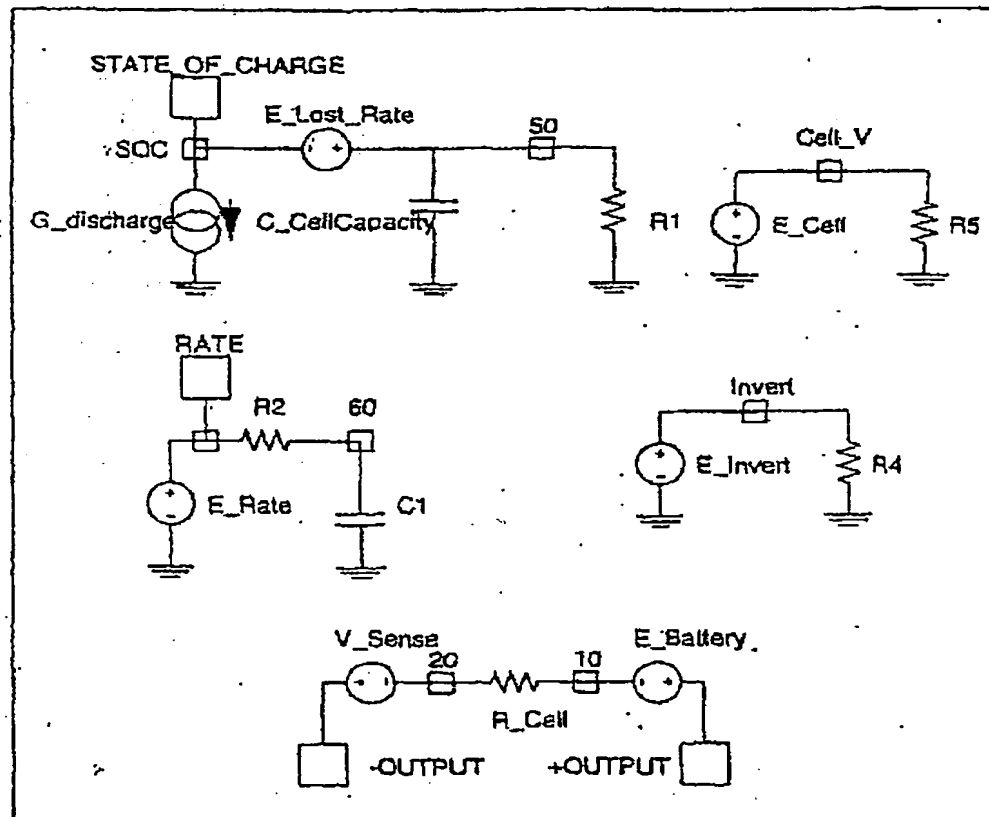 STATE_OF_CHARGE
E_Lost_Rate
50
Cell_V
SOC
G_discharge
C_CellCapacity
R1
E_Cell
R5
RATE
R2
60
Invert
E_Rate
C1
E_Invert
R4
V_Sense
E_Battery
20
10
R_Cell
-OUTPUT
+OUTPUT